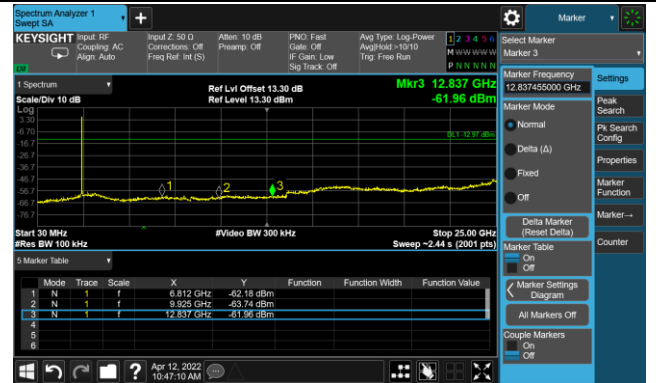 Spectrum Analyzer 1
Swept SA
Marker
KEYSIGHT
Input: RF
Coupling: AC
Align: Auto
Input Z: 50 Ω
Corrections: Off
Freq Ref: Int (S)
Atten: 10 dB
Preamp: Off
PNO: Fast
Gate: Off
IF Gain: Low
Sig Track: Off
Avg Type: Log-Power
Avg|Hold:>10/10
Trig: Free Run
1 2 3 4 5 6
M W W W W W
P N N N N N
LXI
Select Marker
Marker 3
1 Spectrum
Scale/Div 10 dB
Log
Ref Lvl Offset 13.30 dB
Ref Level 13.30 dBm
Mkr3 12.837 GHz
-61.96 dBm
3.30
-6.70
-16.7
-26.7
-36.7
-46.7
-56.7
-66.7
-76.7
DL1 -12.97 dBm
1
2
3
Start 30 MHz
#Res BW 100 kHz
#Video BW 300 kHz
Stop 25.00 GHz
Sweep ~2.44 s (2001 pts)
5 Marker Table
Mode Trace Scale X Y Function Function Width Function Value
1 N 1 f 6.812 GHz -62.18 dBm
2 N 1 f 9.925 GHz -63.74 dBm
3 N 1 f 12.837 GHz -61.96 dBm
4
5
6
Marker Frequency
12.837455000 GHz
Marker Mode
Normal
Delta (Δ)
Fixed
Off
Delta Marker
(Reset Delta)
Marker Table
On
Off
Marker Settings
Diagram
All Markers Off
Couple Markers
On
Off
Settings
Peak
Search
Pk Search
Config
Properties
Marker
Function
Marker→
Counter
?
Apr 12, 2022
10:47:10 AM